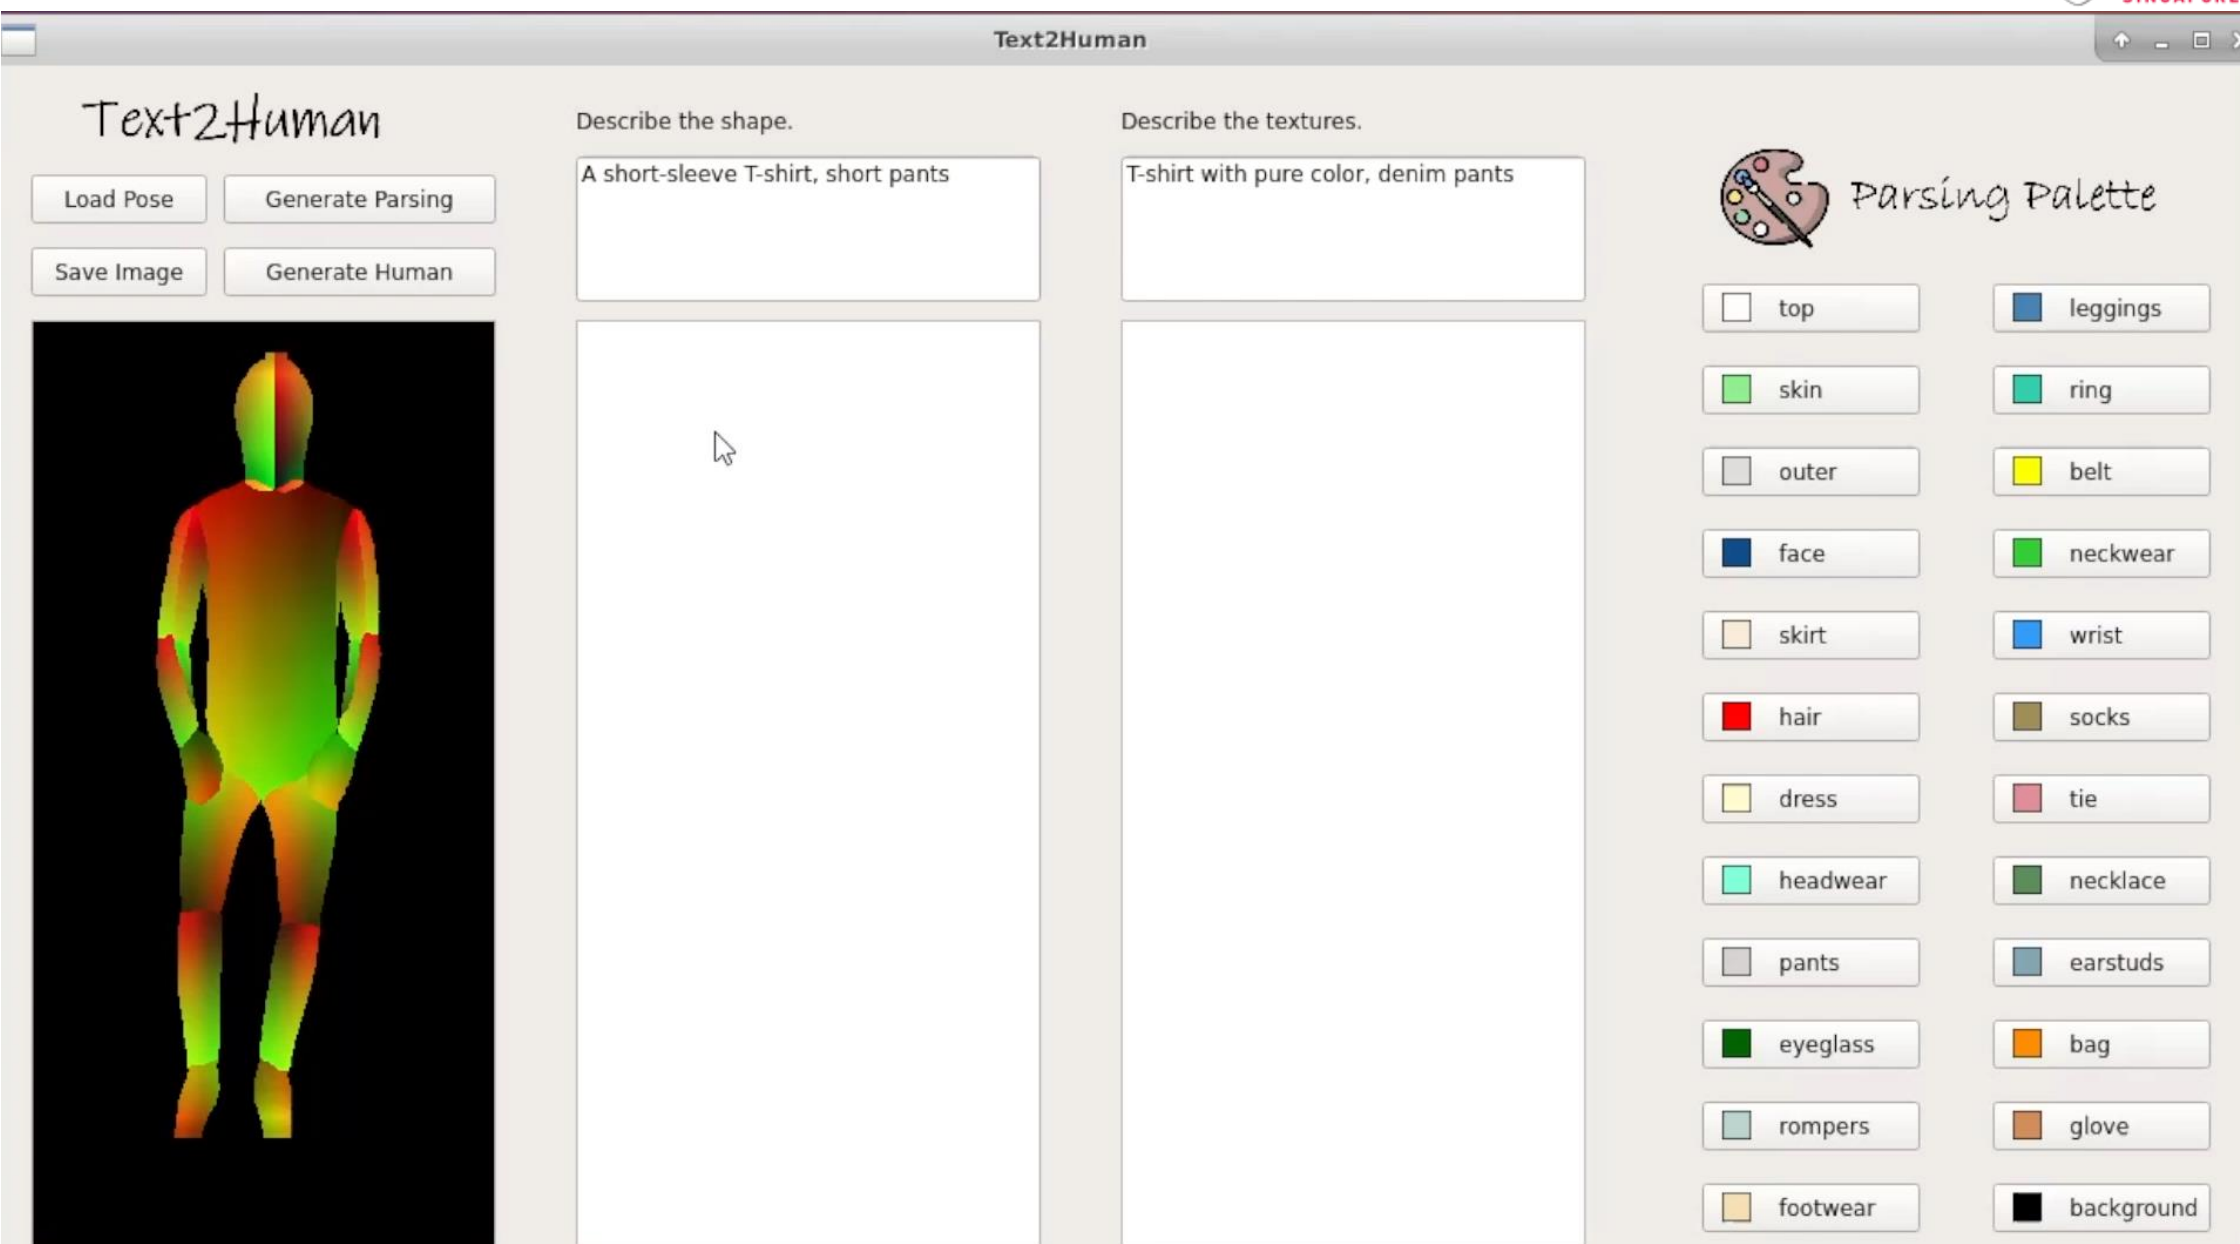 SINGAPORE
Text2Human
Text2Human
Load Pose
Generate Parsing
Save Image
Generate Human
Describe the shape.
A short-sleeve T-shirt, short pants
Describe the textures.
T-shirt with pure color, denim pants
Parsing Palette
top
leggings
skin
ring
outer
belt
face
neckwear
skirt
wrist
hair
socks
dress
tie
headwear
necklace
pants
earstuds
eyeglass
bag
rompers
glove
footwear
background